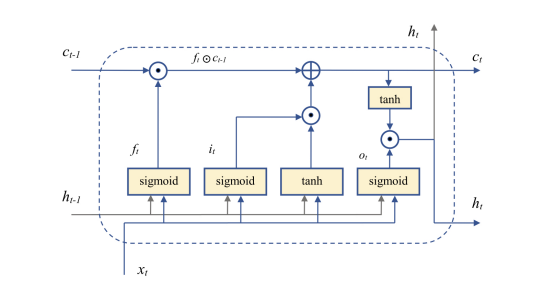 h_t
c_{t-1}
f_t ⊙ c_{t-1}
c_t
tanh
f_t
i_t
o_t
sigmoid
sigmoid
tanh
sigmoid
h_{t-1}
h_t
x_t